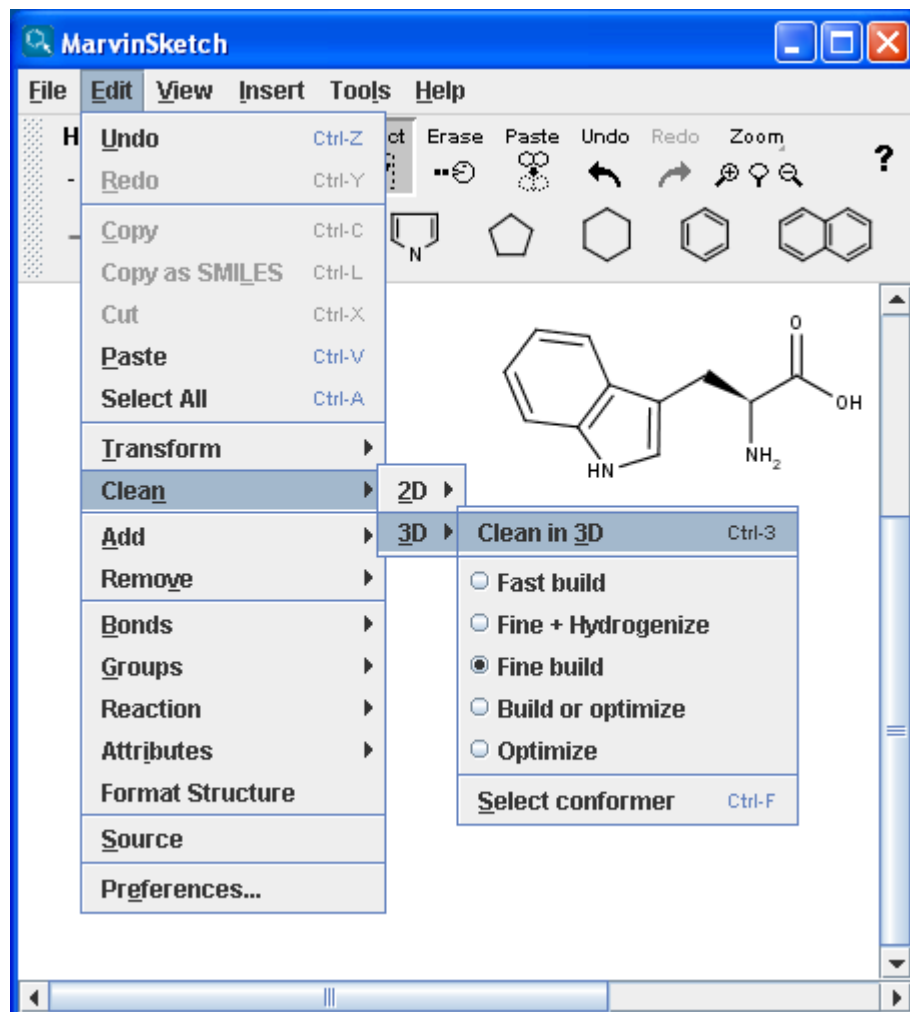 MarvinSketch
File Edit View Insert Tools Help
H ct Erase Paste Undo Redo Zoom ?
N
Undo Ctrl-Z
Redo Ctrl-Y
Copy Ctrl-C
Copy as SMILES Ctrl-L
Cut Ctrl-X
Paste Ctrl-V
Select All Ctrl-A
Transform
Clean
Add
Remove
Bonds
Groups
Reaction
Attributes
Format Structure
Source
Preferences...
2D
3D
Clean in 3D Ctrl-3
Fast build
Fine + Hydrogenize
Fine build
Build or optimize
Optimize
Select conformer Ctrl-F
O
OH
NH2
HN